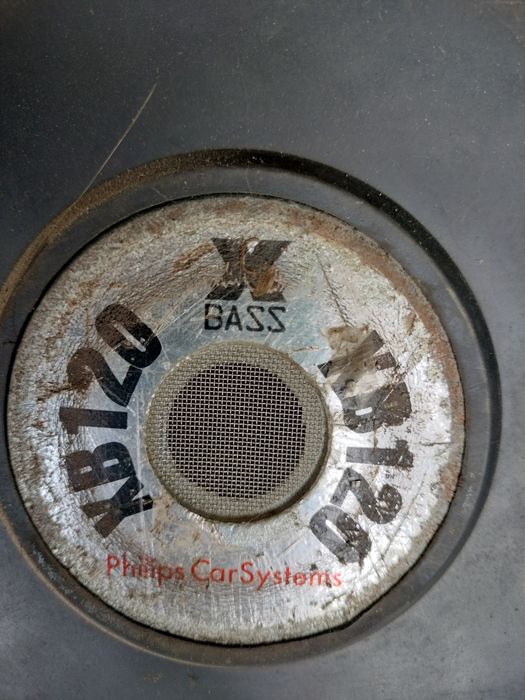 X
BASS
XB120
XB120
Philips CarSystems